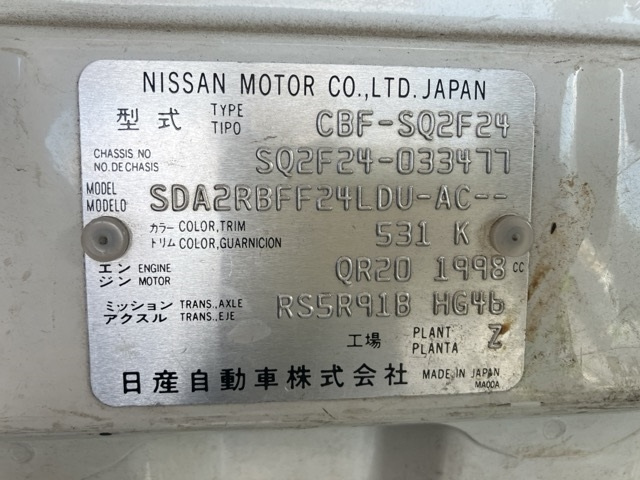 NISSAN MOTOR CO.,LTD. JAPAN
型式 TYPE TIPO CBF-SQ2F24
CHASSIS NO NO. DE CHASIS SQ2F24-033477
MODEL MODELO SDA2RBFF24LDU-AC--
カラー COLOR, TRIM 531 K
トリム COLOR, GUARNICION
エンジン ENGINE MOTOR QR20 1998 CC
ミッション TRANS., AXLE RS5R91B HG46
アクスル TRANS., EJE
工場 PLANT PLANTA Z
日産自動車株式会社 MADE IN JAPAN
MA00A